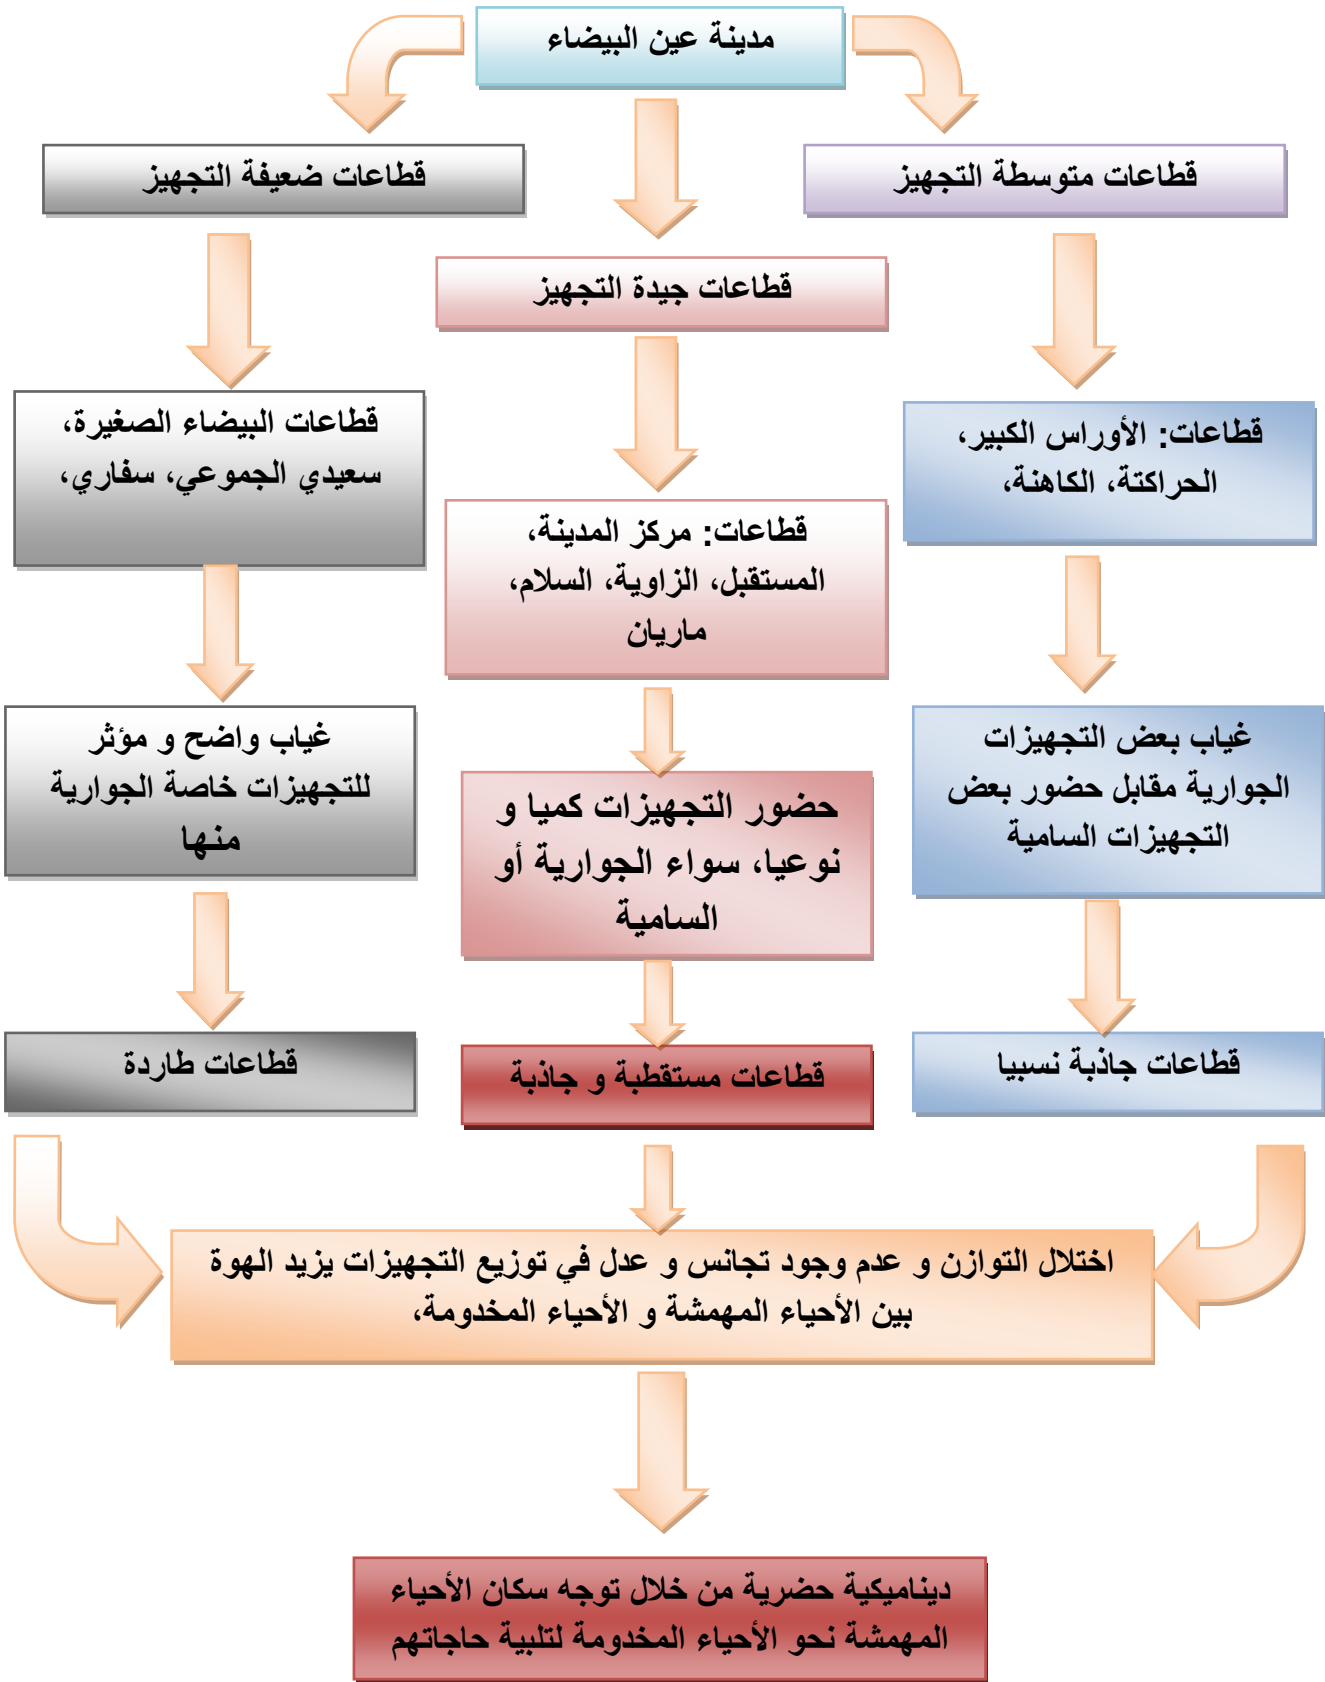 مدينة عين البيضاء
قطاعات متوسطة التجهيز
قطاعات ضعيفة التجهيز
قطاعات جيدة التجهيز
قطاعات: الأوراس الكبير،
الحراكتة، الكاهنة،
قطاعات البيضاء الصغيرة،
سعيدي الجموعي، سفاري،
قطاعات: مركز المدينة،
المستقبل، الزاوية، السلام،
ماريان
غياب بعض التجهيزات
الجوارية مقابل حضور بعض
التجهيزات السامية
حضور التجهيزات كميا و
نوعيا، سواء الجوارية أو
السامية
غياب واضح و مؤثر
للتجهيزات خاصة الجوارية
منها
قطاعات جاذبة نسبيا
قطاعات مستقطبة و جاذبة
قطاعات طاردة
اختلال التوازن و عدم وجود تجانس و عدل في توزيع التجهيزات يزيد الهوة
بين الأحياء المهمشة و الأحياء المخدومة،
ديناميكية حضرية من خلال توجه سكان الأحياء
المهمشة نحو الأحياء المخدومة لتلبية حاجاتهم